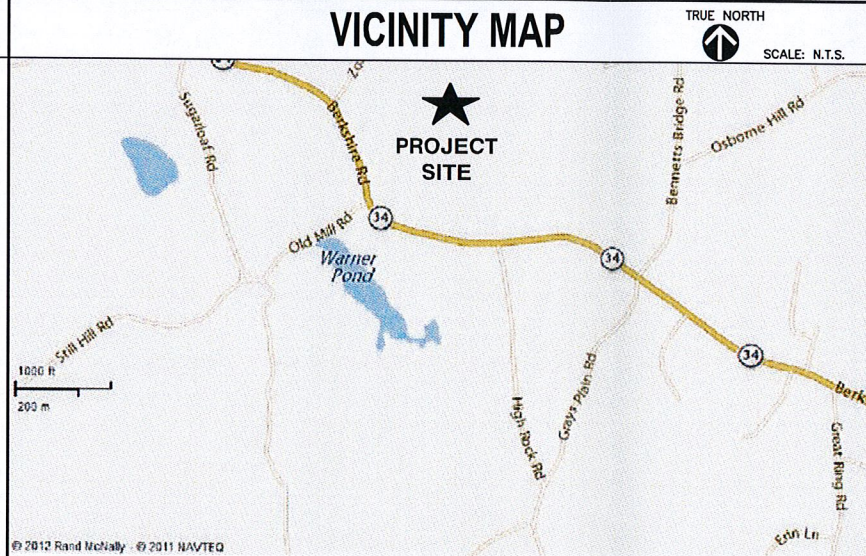 VICINITY MAP
TRUE NORTH
SCALE: N.T.S.
Sugarloaf Rd
Berkshire Rd
PROJECT
SITE
Bennetts Bridge Rd
Osborne Hill Rd
Old Mill Rd
34
Warner
Pond
34
Still Hill Rd
1000 ft
200 m
34
High Rock Rd
Grays Plain Rd
Berk
Great Ring Rd
Erin Ln
© 2012 Rand McNally - © 2011 NAVTEQ